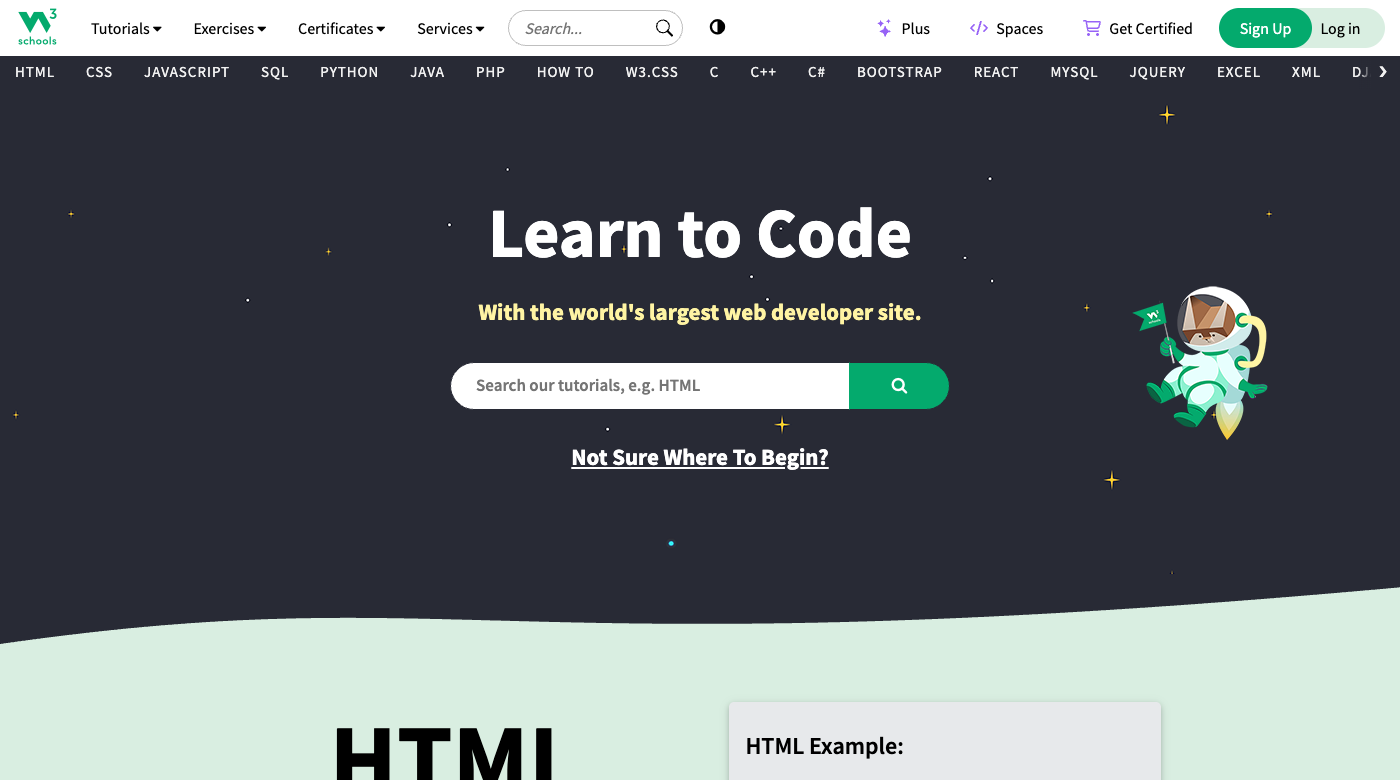 3
schools
Tutorials Exercises Certificates Services Search... Plus Spaces Get Certified Sign Up Log in
HTML CSS JAVASCRIPT SQL PYTHON JAVA PHP HOW TO W3.CSS C C++ C# BOOTSTRAP REACT MYSQL JQUERY EXCEL XML DJ
Learn to Code
With the world's largest web developer site.
Search our tutorials, e.g. HTML
Not Sure Where To Begin?
HTML
HTML Example: